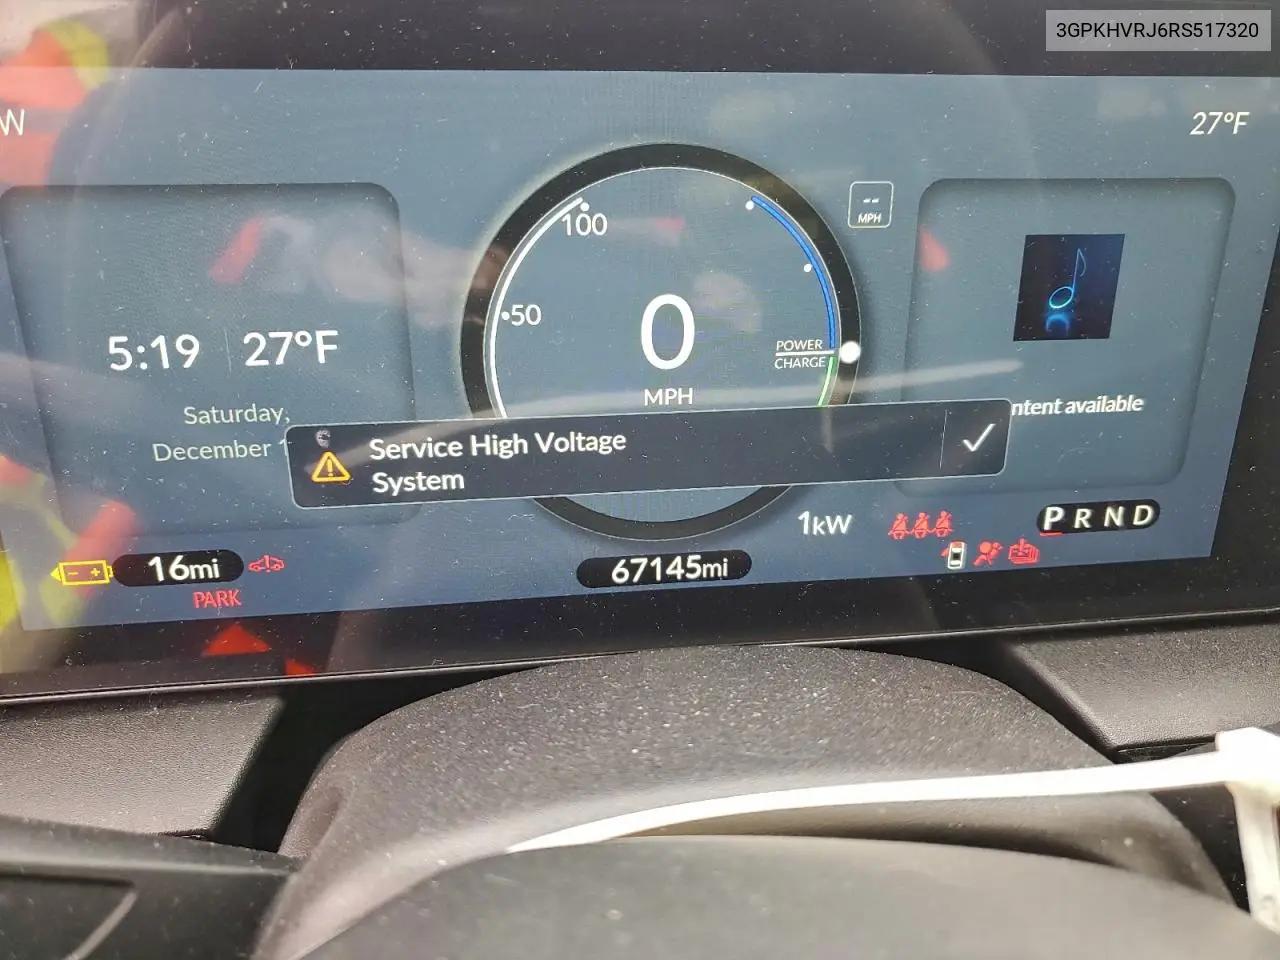 3GPKHVRJ6RS517320
W
27°F
100
50
0
MPH
POWER
CHARGE
--
MPH
5:19
27°F
Saturday,
December
ntent available
Service High Voltage
System
1kW
P R N D
16mi
PARK
67145mi